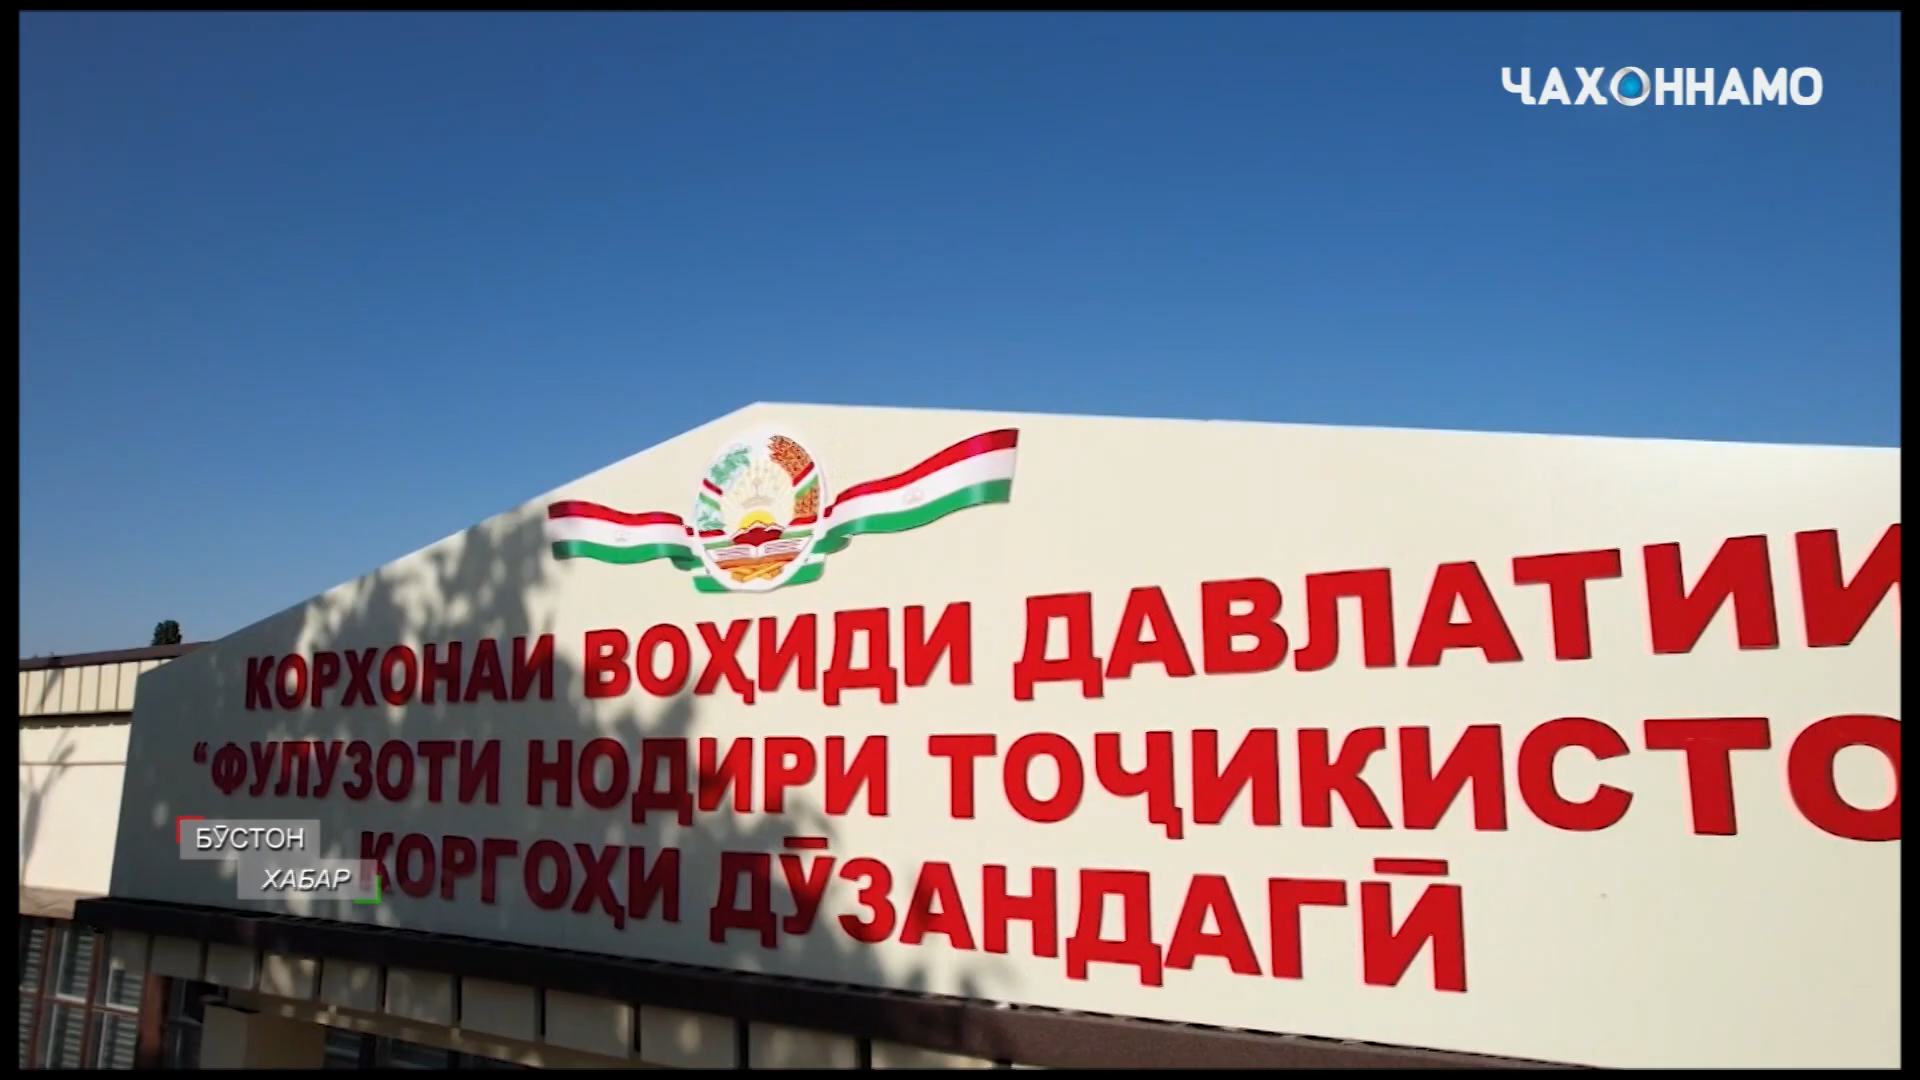 ҶАҲОННАМО
КОРХОНАИ ВОҲИДИ ДАВЛАТИИ
“ФУЛУЗОТИ НОДИРИ ТОҶИКИСТО
КОРГОҲИ ДӮЗАНДАГӢ
БӮСТОН
ХАБАР